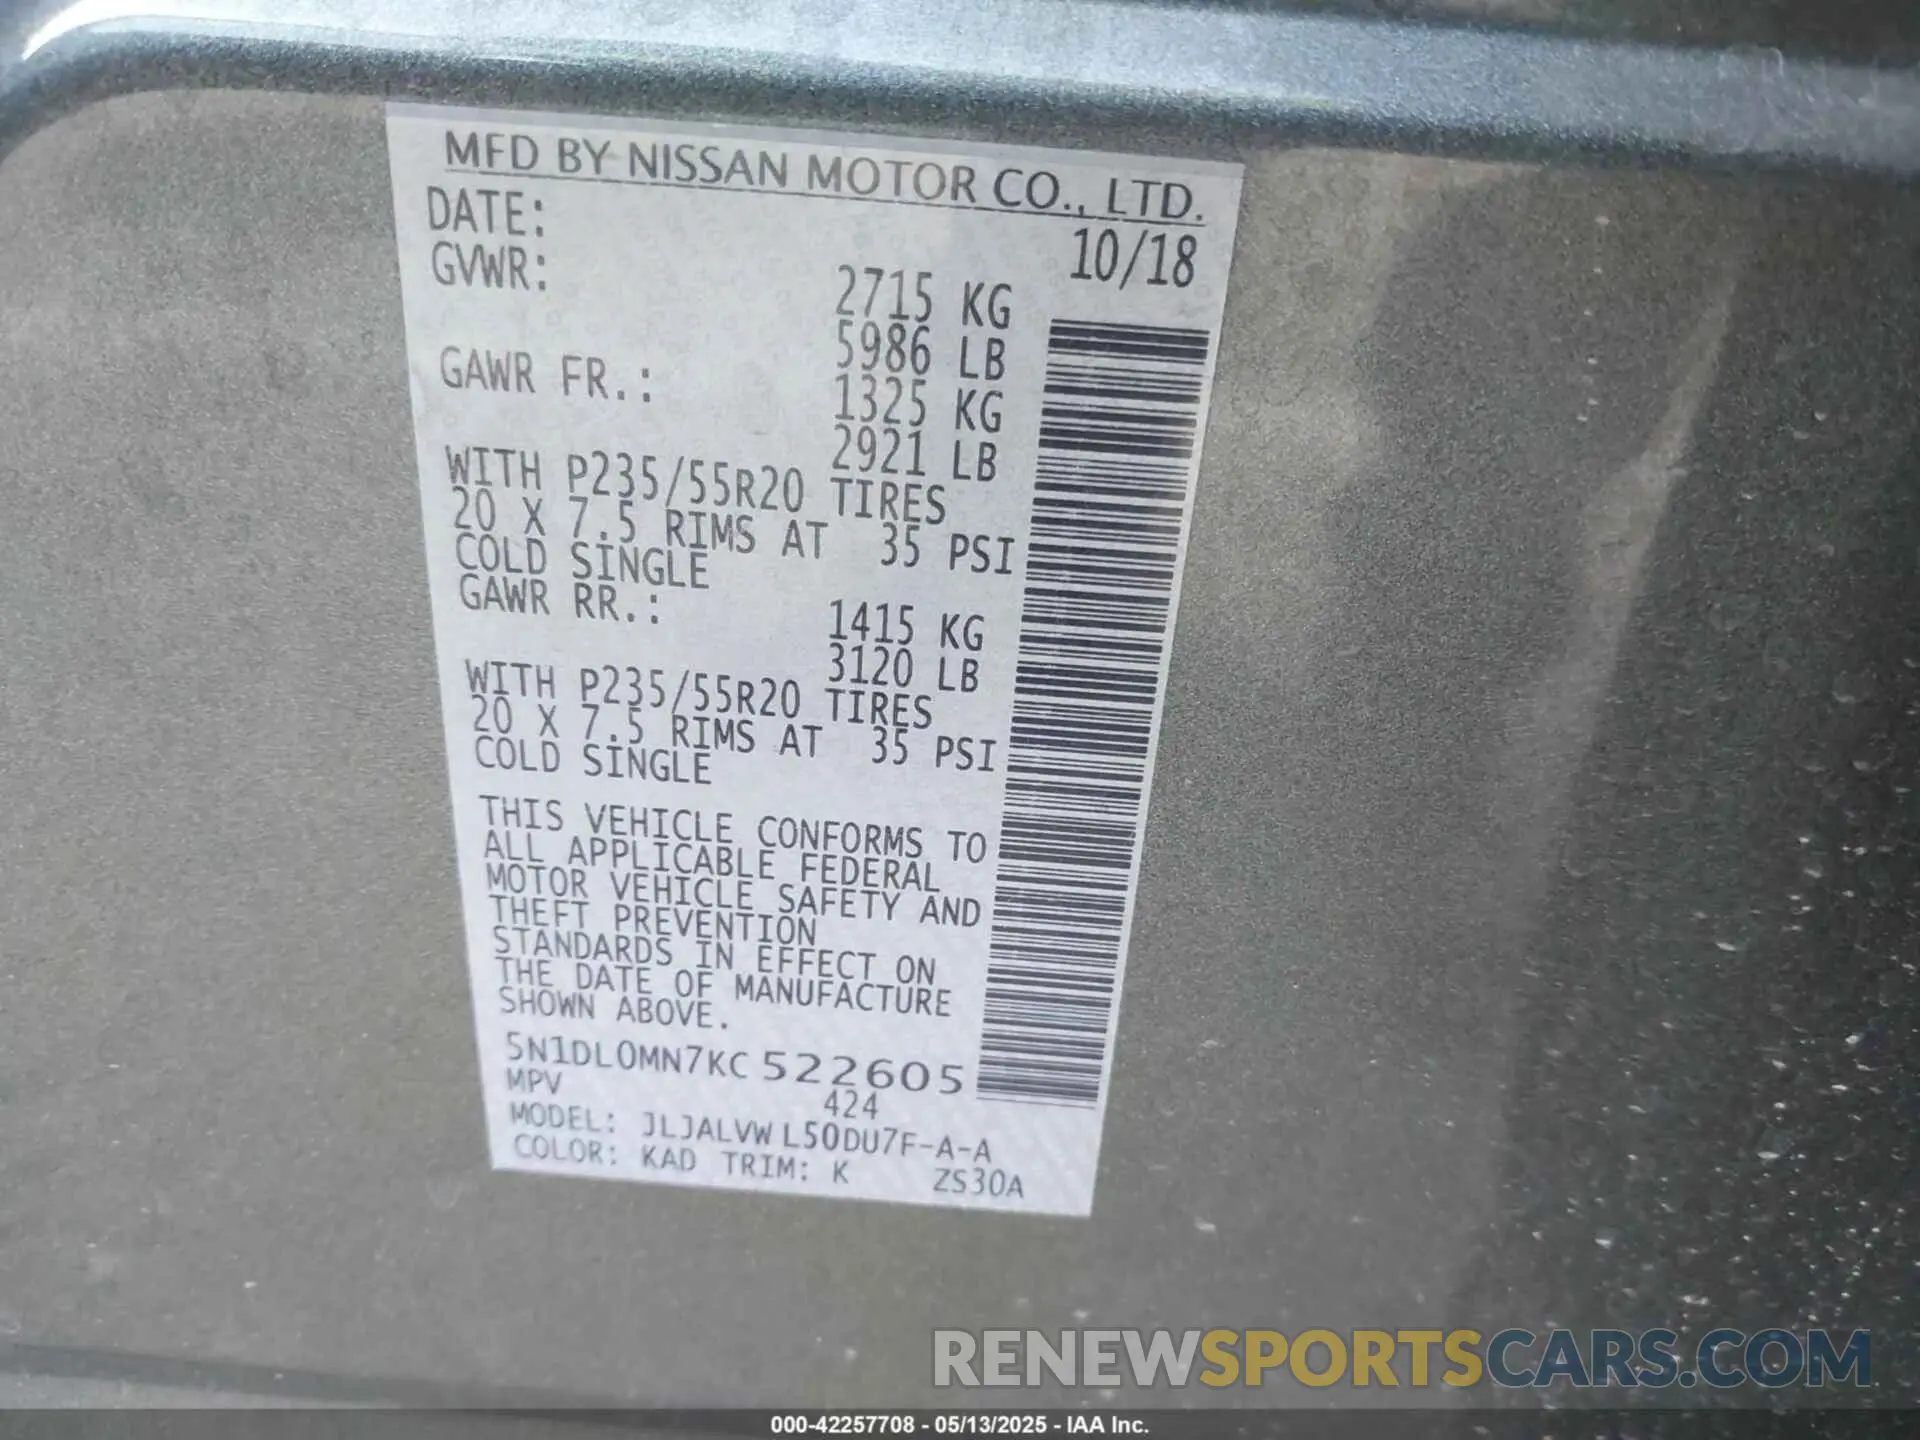 MFD BY NISSAN MOTOR CO., LTD.
DATE: 10/18
GVWR: 2715 KG
5986 LB
GAWR FR.: 1325 KG
2921 LB
WITH P235/55R20 TIRES
20 X 7.5 RIMS AT 35 PSI
COLD SINGLE
GAWR RR.: 1415 KG
3120 LB
WITH P235/55R20 TIRES
20 X 7.5 RIMS AT 35 PSI
COLD SINGLE
THIS VEHICLE CONFORMS TO
ALL APPLICABLE FEDERAL
MOTOR VEHICLE SAFETY AND
THEFT PREVENTION
STANDARDS IN EFFECT ON
THE DATE OF MANUFACTURE
SHOWN ABOVE.
5N1DL0MN7KC522605
MPV 424
MODEL: JLJALVWL50DU7F-A-A
COLOR: KAD TRIM: K ZS30A
RENEWSPORTSCARS.COM
000-42257708 - 05/13/2025 - IAA Inc.